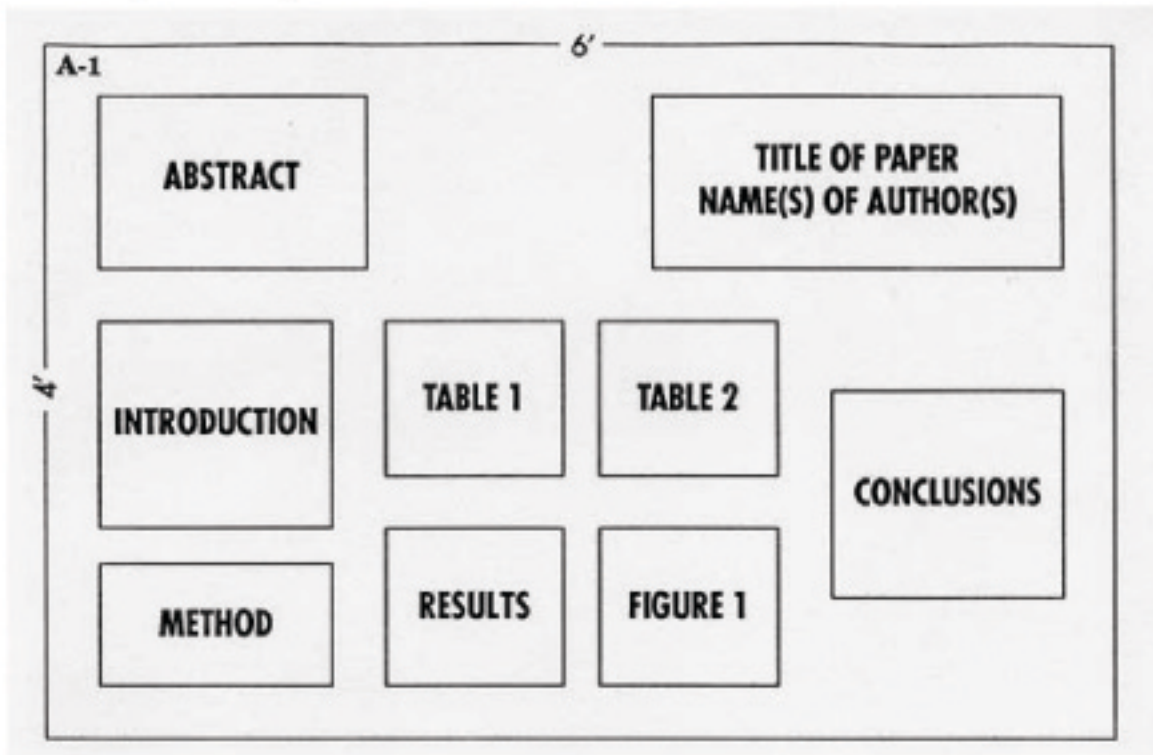 6'
A-1
ABSTRACT
TITLE OF PAPER
NAME(S) OF AUTHOR(S)
4'
INTRODUCTION
TABLE 1
TABLE 2
CONCLUSIONS
METHOD
RESULTS
FIGURE 1